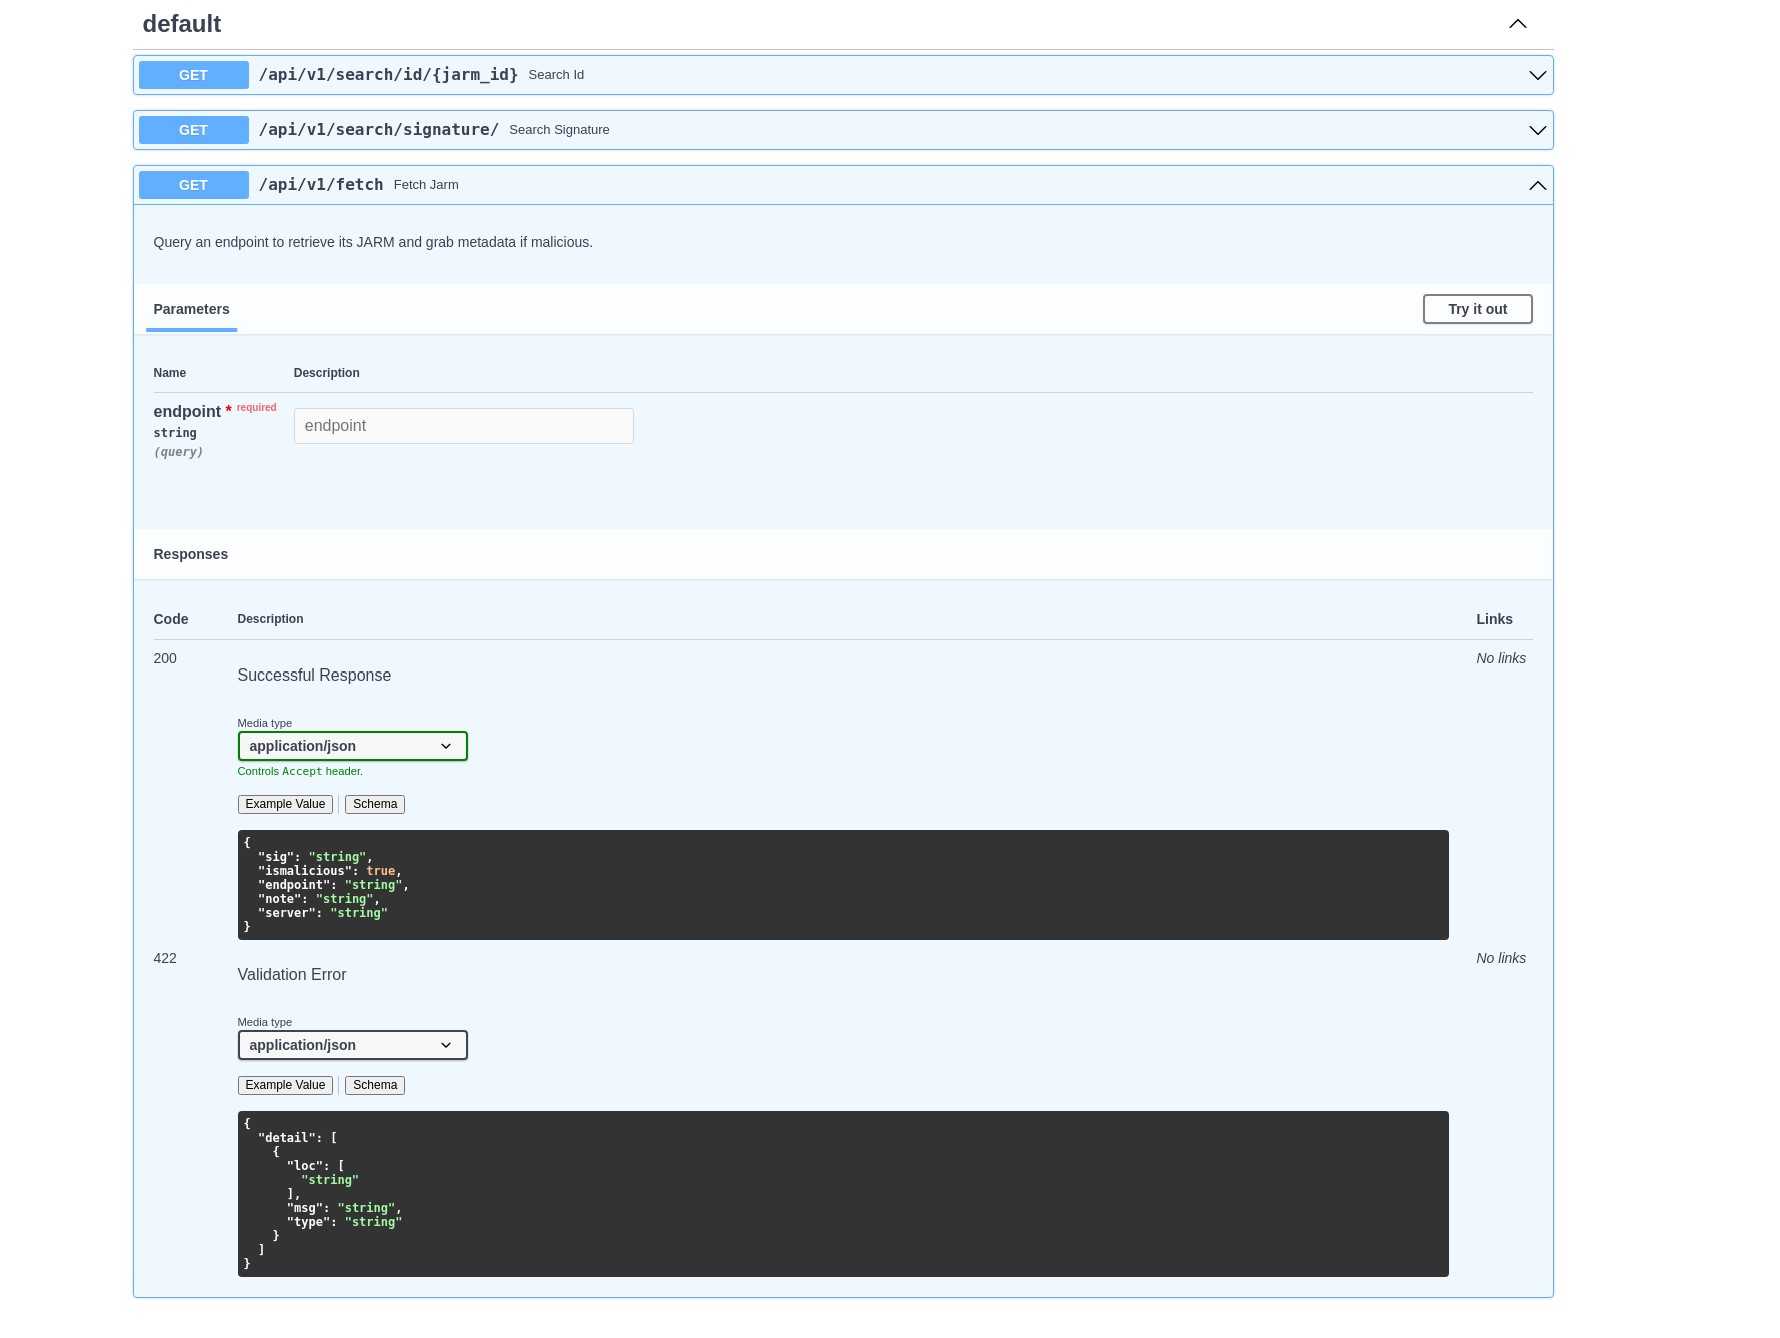 default
GET /api/v1/search/id/{jarm_id} Search Id
GET /api/v1/search/signature/ Search Signature
GET /api/v1/fetch Fetch Jarm
Query an endpoint to retrieve its JARM and grab metadata if malicious.
Parameters Try it out
Name Description
endpoint * required endpoint
string
(query)
Responses
Code Description Links
200 Successful Response No links
Media type
application/json
Controls Accept header.
Example Value Schema
{
  "sig": "string",
  "ismalicious": true,
  "endpoint": "string",
  "note": "string",
  "server": "string"
}
422 Validation Error No links
Media type
application/json
Example Value Schema
{
  "detail": [
    {
      "loc": [
        "string"
      ],
      "msg": "string",
      "type": "string"
    }
  ]
}